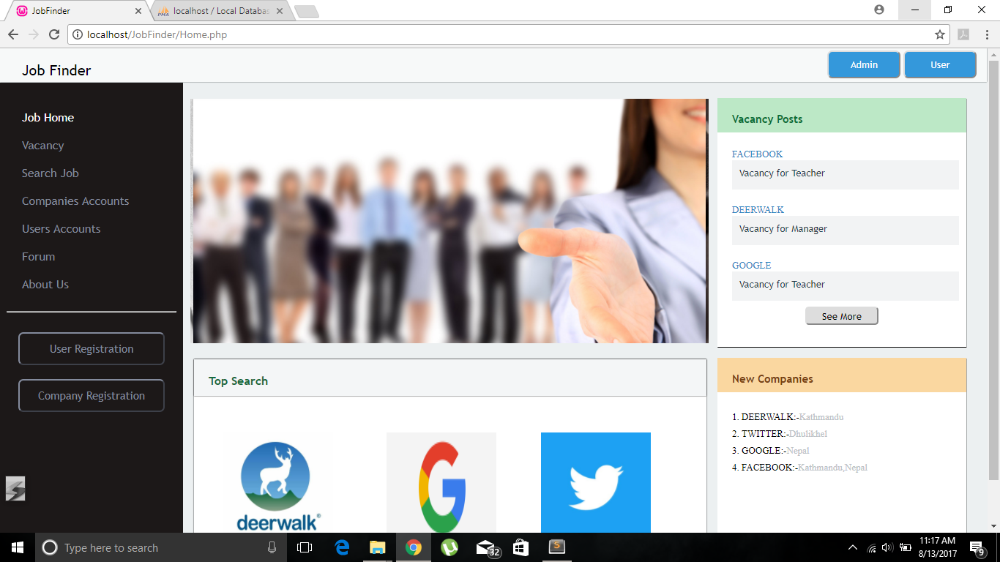 JobFinder
localhost / Local Databas
localhost/JobFinder/Home.php
Job Finder
Admin
User
Job Home
Vacancy
Search Job
Companies Accounts
Users Accounts
Forum
About Us
User Registration
Company Registration
Vacancy Posts
FACEBOOK
Vacancy for Teacher
DEERWALK
Vacancy for Manager
GOOGLE
Vacancy for Teacher
See More
Top Search
deerwalk®
New Companies
1. DEERWALK:-Kathmandu
2. TWITTER:-Dhulikhel
3. GOOGLE:-Nepal
4. FACEBOOK:-Kathmandu,Nepal
Type here to search
32
11:17 AM
8/13/2017
9